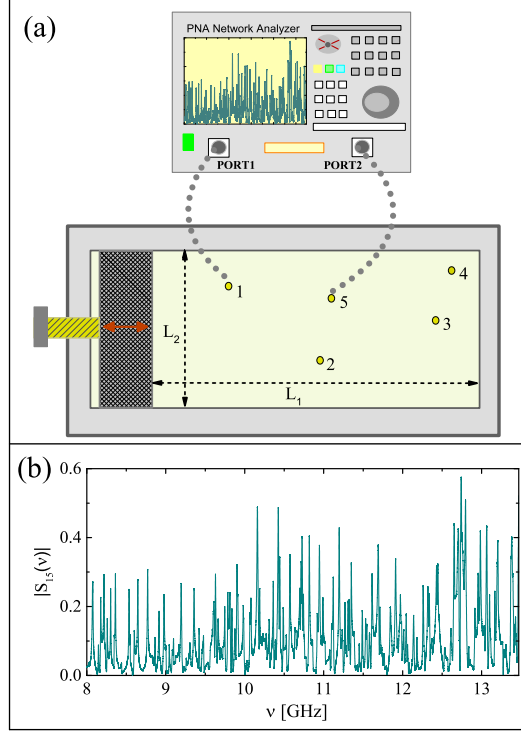 (a)
PNA Network Analyzer
PORT1 PORT2
1
5
4
3
2
L2
L1
(b)
0.6
0.4
0.2
0.0
|S15(ν)|
8 9 10 11 12 13
ν [GHz]